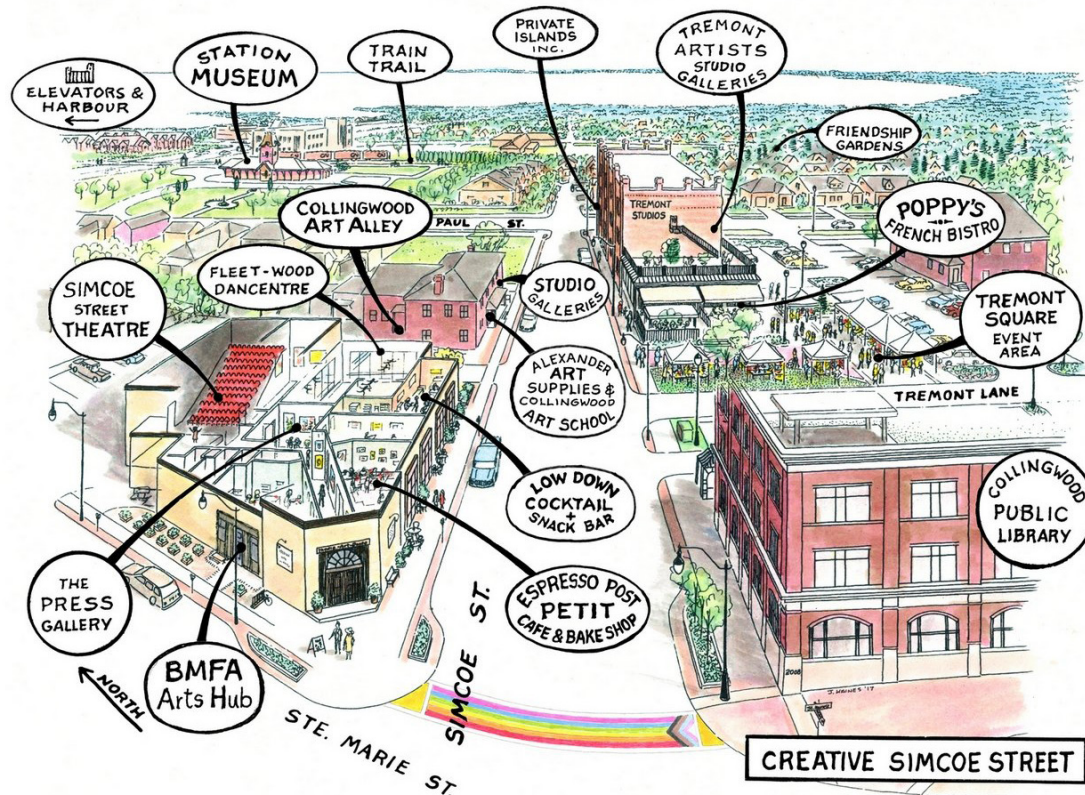 ELEVATORS &
HARBOUR
STATION
MUSEUM
TRAIN
TRAIL
PRIVATE
ISLANDS
INC.
TREMONT
ARTISTS
STUDIO
GALLERIES
FRIENDSHIP
GARDENS
COLLINGWOOD
ART ALLEY
PAUL ST.
TREMONT
STUDIOS
POPPY'S
FRENCH BISTRO
FLEET-WOOD
DANCENTRE
SIMCOE
STREET
THEATRE
STUDIO
GALLERIES
TREMONT
SQUARE
EVENT
AREA
ALEXANDER
ART
SUPPLIES &
COLLINGWOOD
ART SCHOOL
TREMONT LANE
LOW DOWN
COCKTAIL
+
SNACK BAR
COLLINGWOOD
PUBLIC
LIBRARY
THE
PRESS
GALLERY
ESPRESSO POST
PETIT
CAFE & BAKE SHOP
BMFA
Arts Hub
NORTH
STE. MARIE ST.
SIMCOE ST.
2008
J. HAINES '17
CREATIVE SIMCOE STREET